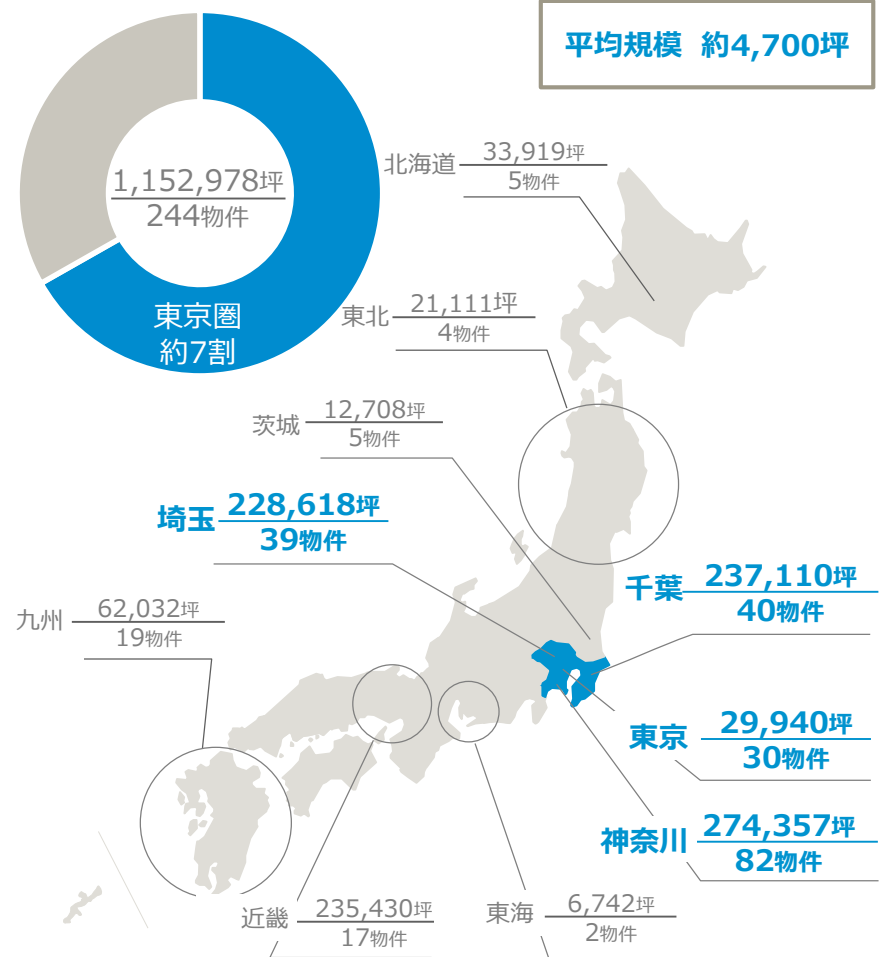 平均規模 約4,700坪
1,152,978坪
244物件
東京圏
約7割
北海道
33,919坪
5物件
東北
21,111坪
4物件
茨城
12,708坪
5物件
埼玉
228,618坪
39物件
千葉
237,110坪
40物件
九州
62,032坪
19物件
東京
29,940坪
30物件
神奈川
274,357坪
82物件
近畿
235,430坪
17物件
東海
6,742坪
2物件